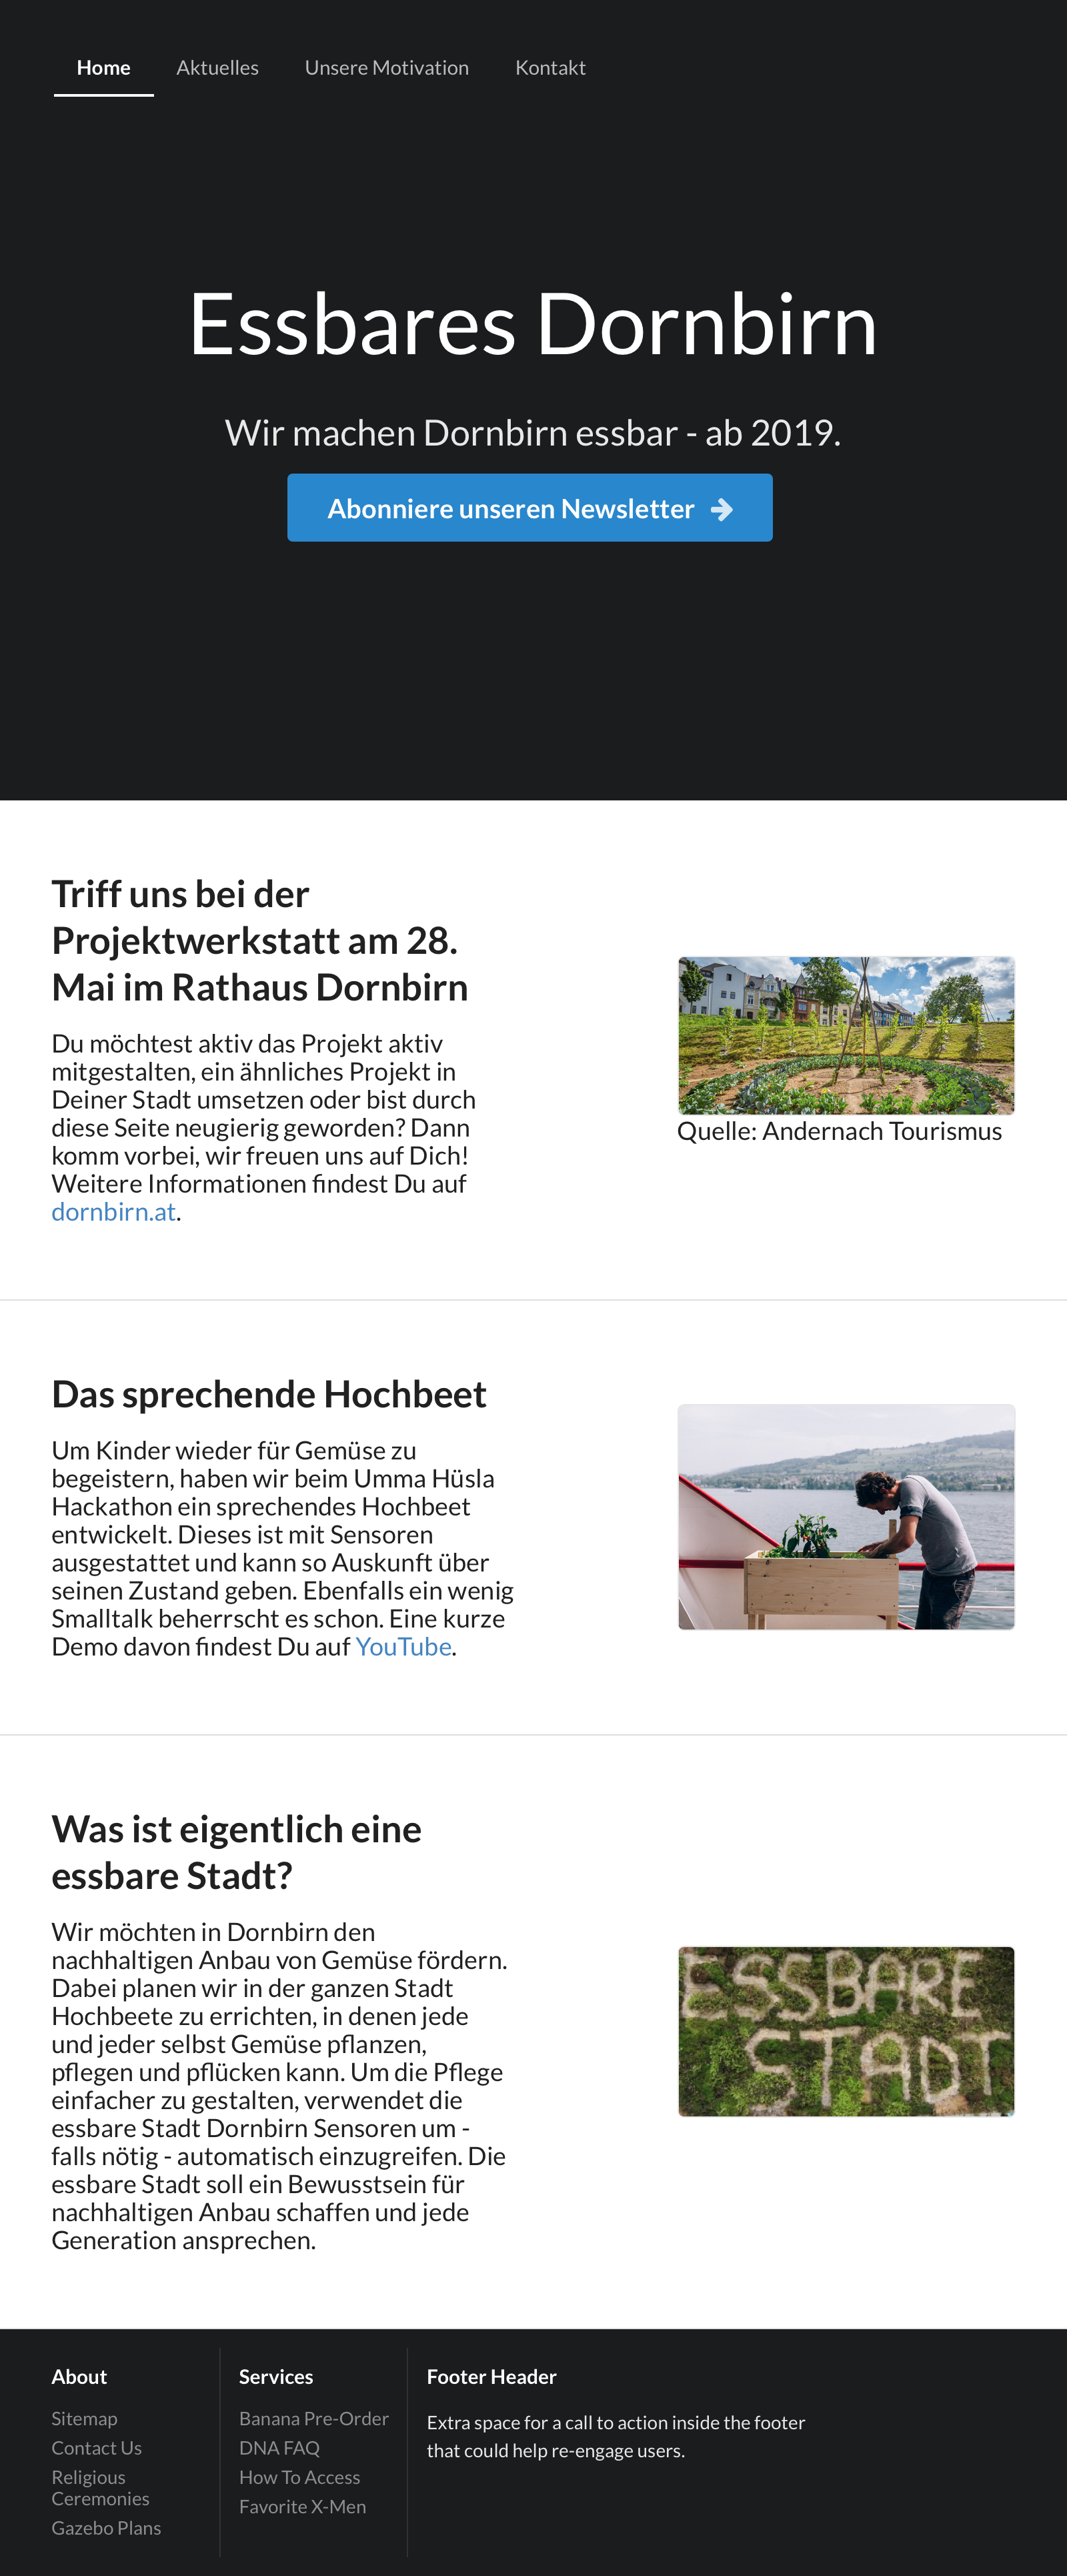 Home Aktuelles Unsere Motivation Kontakt
Essbares Dornbirn
Wir machen Dornbirn essbar - ab 2019.
Abonniere unseren Newsletter
Triff uns bei der
Projektwerkstatt am 28.
Mai im Rathaus Dornbirn
Du möchtest aktiv das Projekt aktiv
mitgestalten, ein ähnliches Projekt in
Deiner Stadt umsetzen oder bist durch
diese Seite neugierig geworden? Dann
komm vorbei, wir freuen uns auf Dich!
Weitere Informationen findest Du auf
dornbirn.at.
Quelle: Andernach Tourismus
Das sprechende Hochbeet
Um Kinder wieder für Gemüse zu
begeistern, haben wir beim Umma Hüsla
Hackathon ein sprechendes Hochbeet
entwickelt. Dieses ist mit Sensoren
ausgestattet und kann so Auskunft über
seinen Zustand geben. Ebenfalls ein wenig
Smalltalk beherrscht es schon. Eine kurze
Demo davon findest Du auf YouTube.
Was ist eigentlich eine
essbare Stadt?
Wir möchten in Dornbirn den
nachhaltigen Anbau von Gemüse fördern.
Dabei planen wir in der ganzen Stadt
Hochbeete zu errichten, in denen jede
und jeder selbst Gemüse pflanzen,
pflegen und pflücken kann. Um die Pflege
einfacher zu gestalten, verwendet die
essbare Stadt Dornbirn Sensoren um -
falls nötig - automatisch einzugreifen. Die
essbare Stadt soll ein Bewusstsein für
nachhaltigen Anbau schaffen und jede
Generation ansprechen.
ESSBARE
STADT
About
Sitemap
Contact Us
Religious
Ceremonies
Gazebo Plans
Services
Banana Pre-Order
DNA FAQ
How To Access
Favorite X-Men
Footer Header
Extra space for a call to action inside the footer
that could help re-engage users.